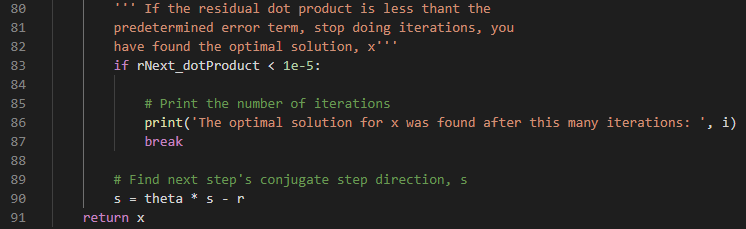 80 ''' If the residual dot product is less thant the
81 predetermined error term, stop doing iterations, you
82 have found the optimal solution, x'''
83 if rNext_dotProduct < 1e-5:
84
85 # Print the number of iterations
86 print('The optimal solution for x was found after this many iterations: ', i)
87 break
88
89 # Find next step's conjugate step direction, s
90 s = theta * s - r
91 return x